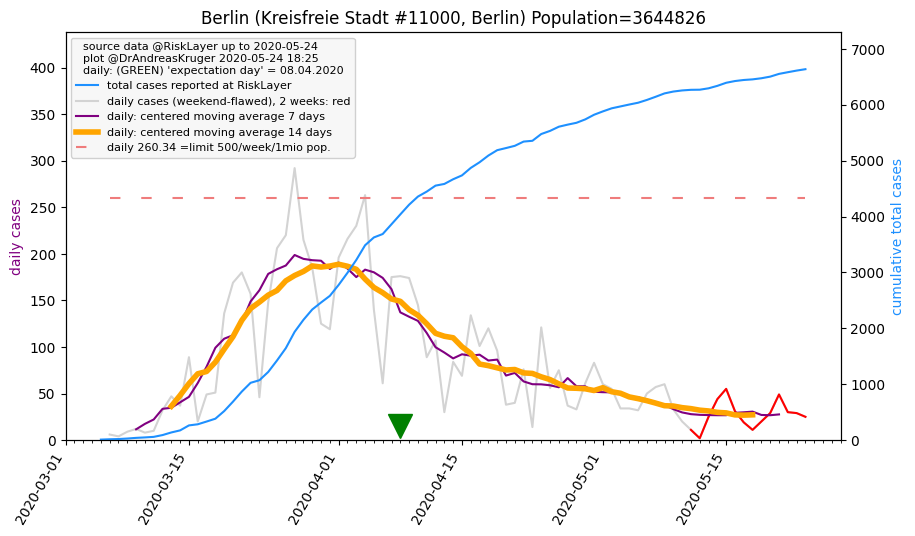 Berlin (Kreisfreie Stadt #11000, Berlin) Population=3644826
source data @RiskLayer up to 2020-05-24
plot @DrAndreasKruger 2020-05-24 18:25
daily: (GREEN) 'expectation day' = 08.04.2020
total cases reported at RiskLayer
daily cases (weekend-flawed), 2 weeks: red
daily: centered moving average 7 days
daily: centered moving average 14 days
daily 260.34 =limit 500/week/1mio pop.
daily cases
400
350
300
250
200
150
100
50
0
7000
6000
5000
4000
3000
2000
1000
0
cumulative total cases
2020-03-01
2020-03-15
2020-04-01
2020-04-15
2020-05-01
2020-05-15